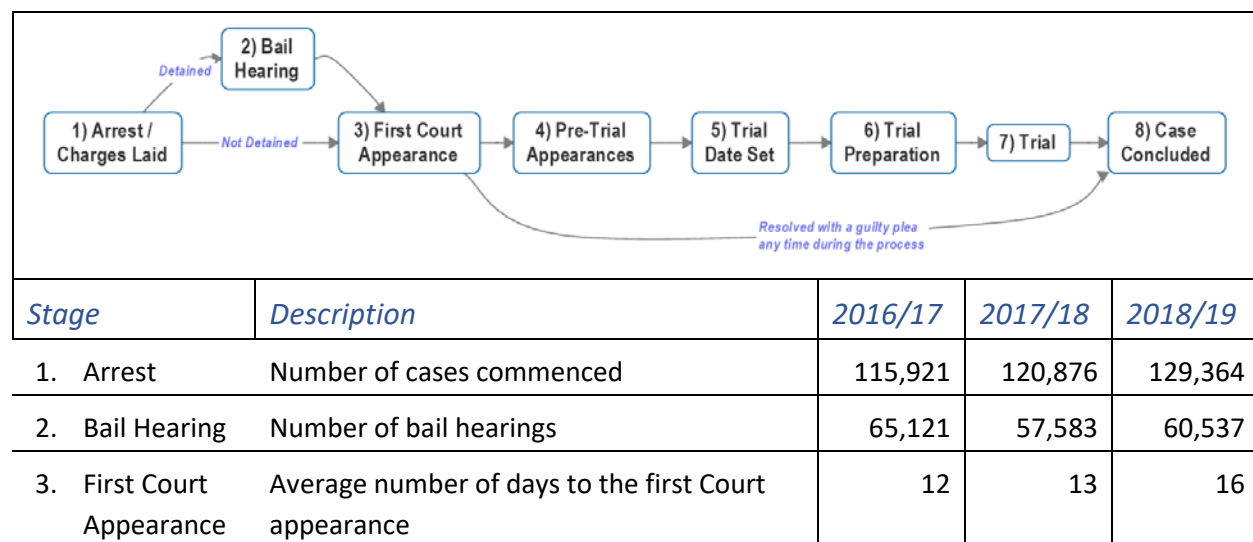 2) Bail
Hearing
Detained
1) Arrest /
Charges Laid
Not Detained
3) First Court
Appearance
4) Pre-Trial
Appearances
5) Trial
Date Set
6) Trial
Preparation
7) Trial
8) Case
Concluded
Resolved with a guilty plea
any time during the process
Stage Description 2016/17 2017/18 2018/19
1. Arrest Number of cases commenced 115,921 120,876 129,364
2. Bail Hearing Number of bail hearings 65,121 57,583 60,537
3. First Court Average number of days to the first Court 12 13 16
Appearance appearance